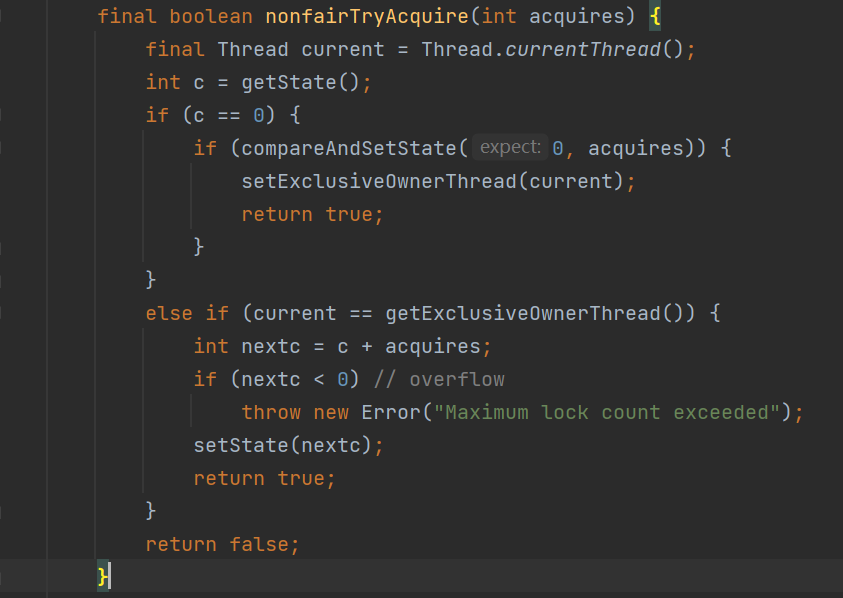 final boolean nonfairTryAcquire(int acquires) {
final Thread current = Thread.currentThread();
int c = getState();
if (c == 0) {
if (compareAndSetState( expect: 0, acquires)) {
setExclusiveOwnerThread(current);
return true;
}
}
else if (current == getExclusiveOwnerThread()) {
int nextc = c + acquires;
if (nextc < 0) // overflow
throw new Error("Maximum lock count exceeded");
setState(nextc);
return true;
}
return false;
}